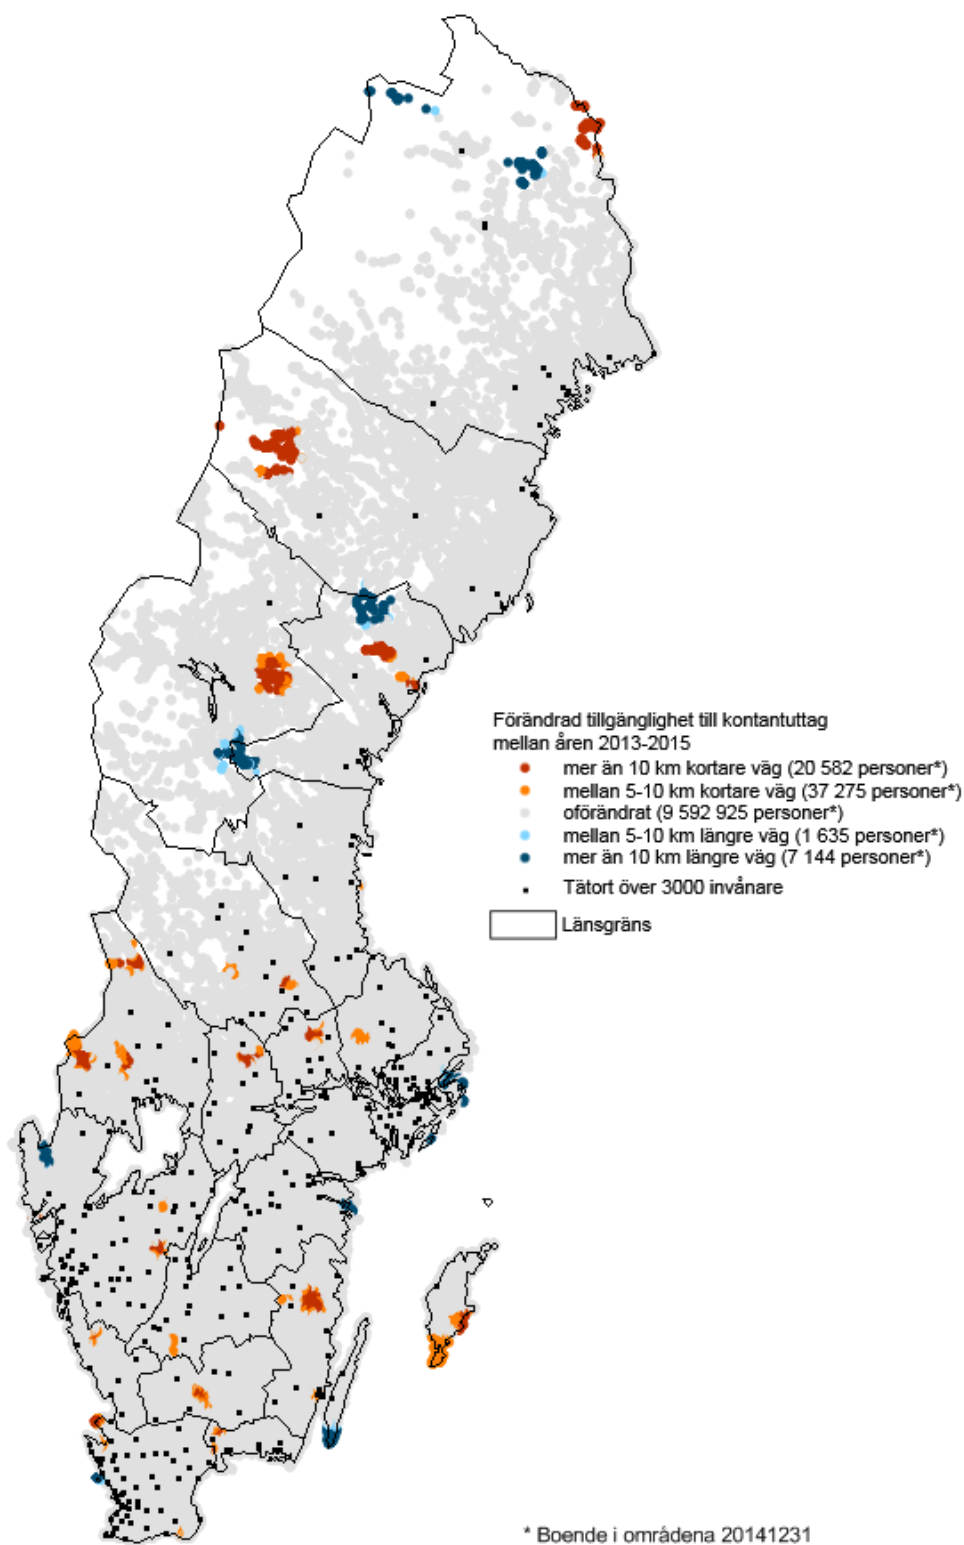 Förändrad tillgänglighet till kontantuttag
mellan åren 2013-2015
mer än 10 km kortare väg (20 582 personer*)
mellan 5-10 km kortare väg (37 275 personer*)
oförändrat (9 592 925 personer*)
mellan 5-10 km längre väg (1 635 personer*)
mer än 10 km längre väg (7 144 personer*)
Tätort över 3000 invånare
Länsgräns
* Boende i områdena 20141231